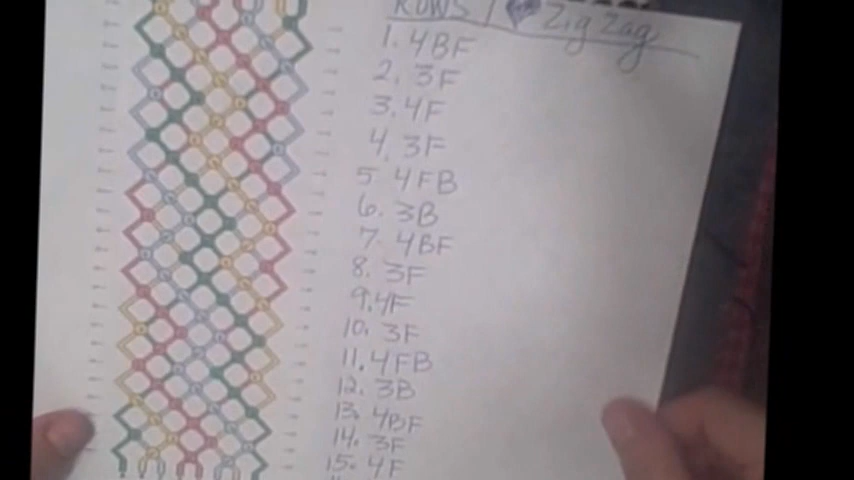 ROWS / Zig Zag
1. 4BF
2. 3F
3. 4F
4. 3F
5 4FB
6. 3B
7. 4BF
8. 3F
9. 4F
10. 3F
11. 4FB
12. 3B
13. 4BF
14. 3F
15. 4F